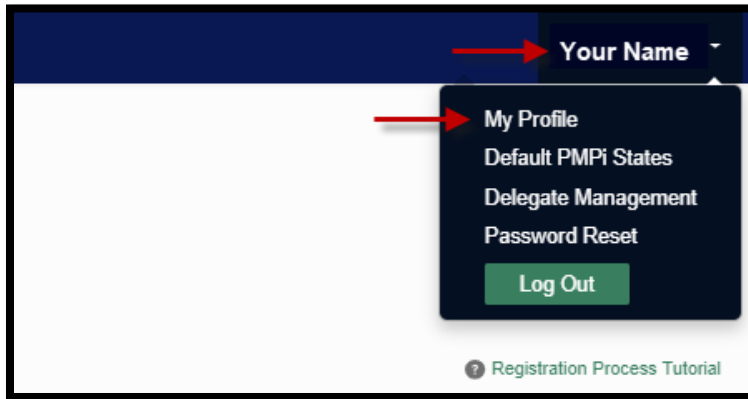 Your Name
My Profile
Default PMPi States
Delegate Management
Password Reset
Log Out
? Registration Process Tutorial